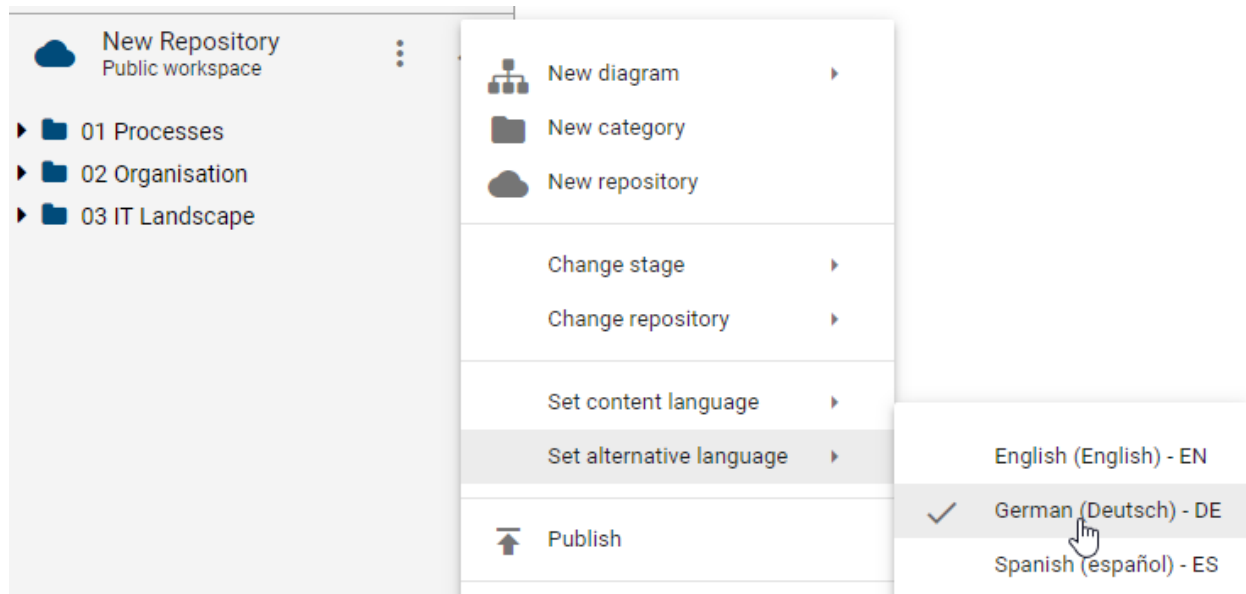 New Repository
Public workspace
01 Processes
02 Organisation
03 IT Landscape
New diagram
New category
New repository
Change stage
Change repository
Set content language
Set alternative language
Publish
English (English) - EN
German (Deutsch) - DE
Spanish (español) - ES